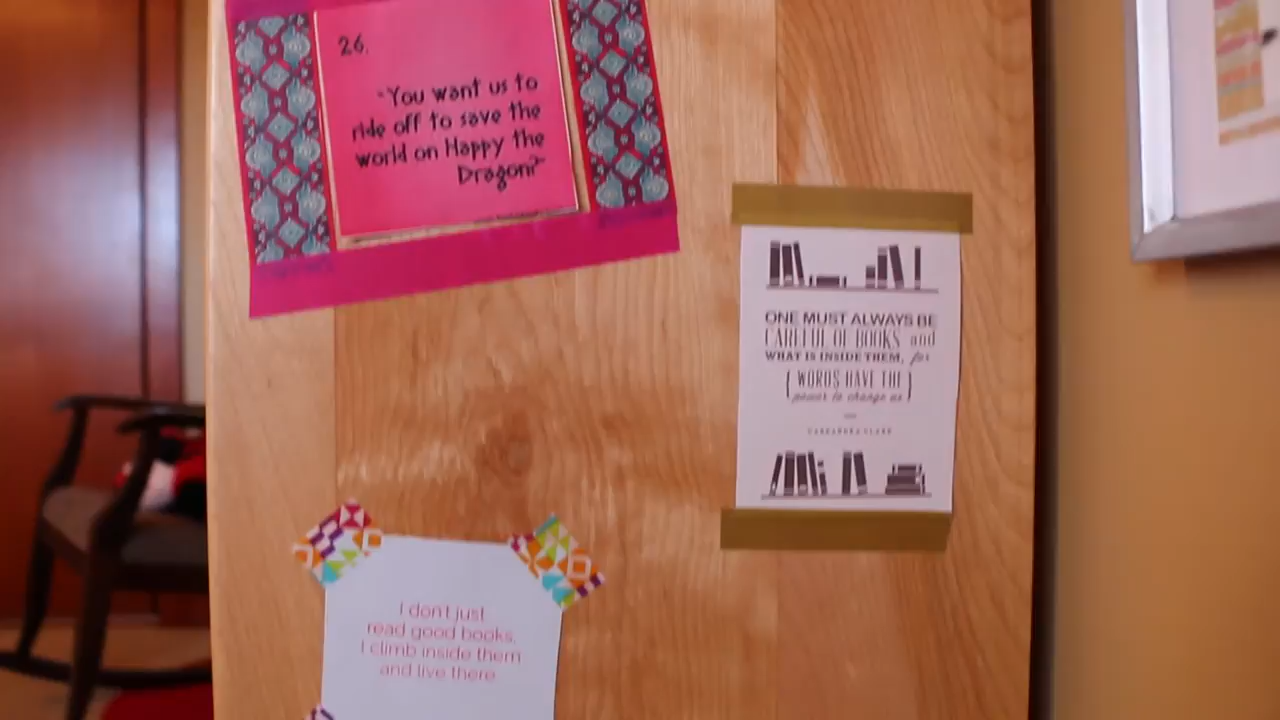 26.
"You want us to
ride off to save the
world on Happy the
Dragon?"
ONE MUST ALWAYS BE
CAREFUL OF BOOKS and
WHAT IS INSIDE THEM, for
[WORDS HAVE THE
power to change us]
—
CASSANDRA CLARE
I don't just
read good books,
I climb inside them
and live there